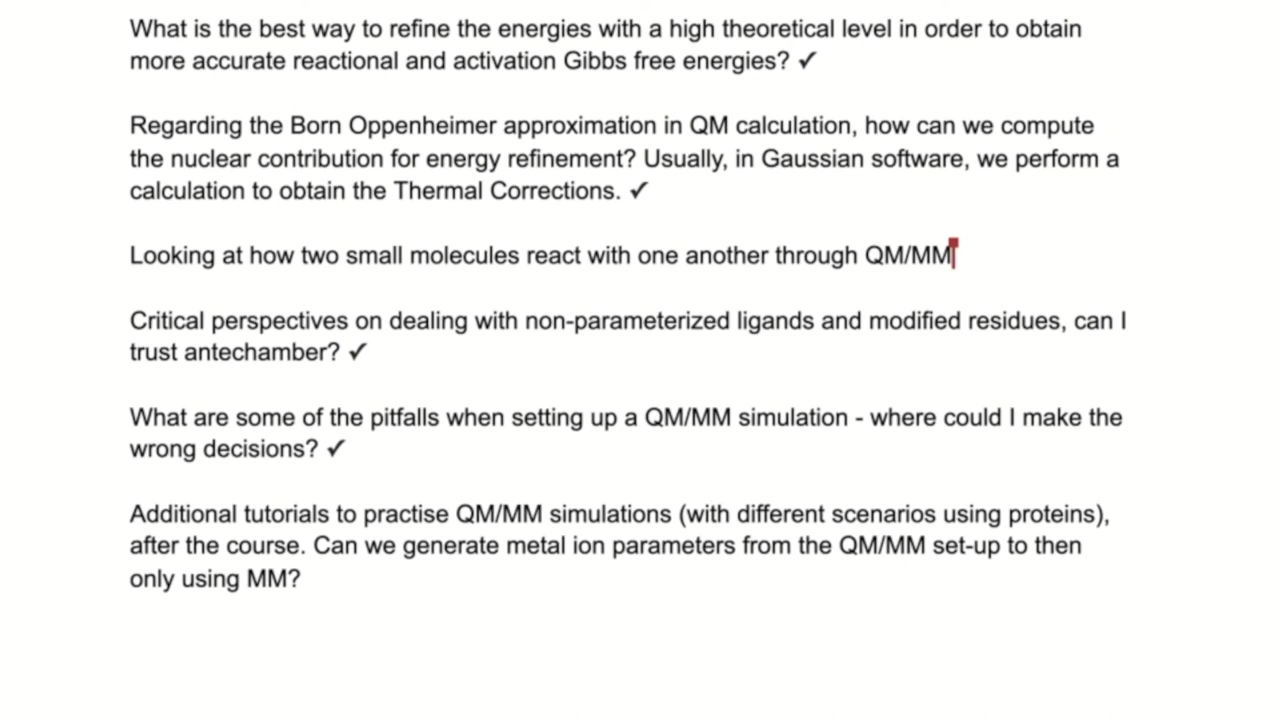 What is the best way to refine the energies with a high theoretical level in order to obtain
more accurate reactional and activation Gibbs free energies? ✓
Regarding the Born Oppenheimer approximation in QM calculation, how can we compute
the nuclear contribution for energy refinement? Usually, in Gaussian software, we perform a
calculation to obtain the Thermal Corrections. ✓
Looking at how two small molecules react with one another through QM/MM
Critical perspectives on dealing with non-parameterized ligands and modified residues, can I
trust antechamber? ✓
What are some of the pitfalls when setting up a QM/MM simulation - where could I make the
wrong decisions? ✓
Additional tutorials to practise QM/MM simulations (with different scenarios using proteins),
after the course. Can we generate metal ion parameters from the QM/MM set-up to then
only using MM?